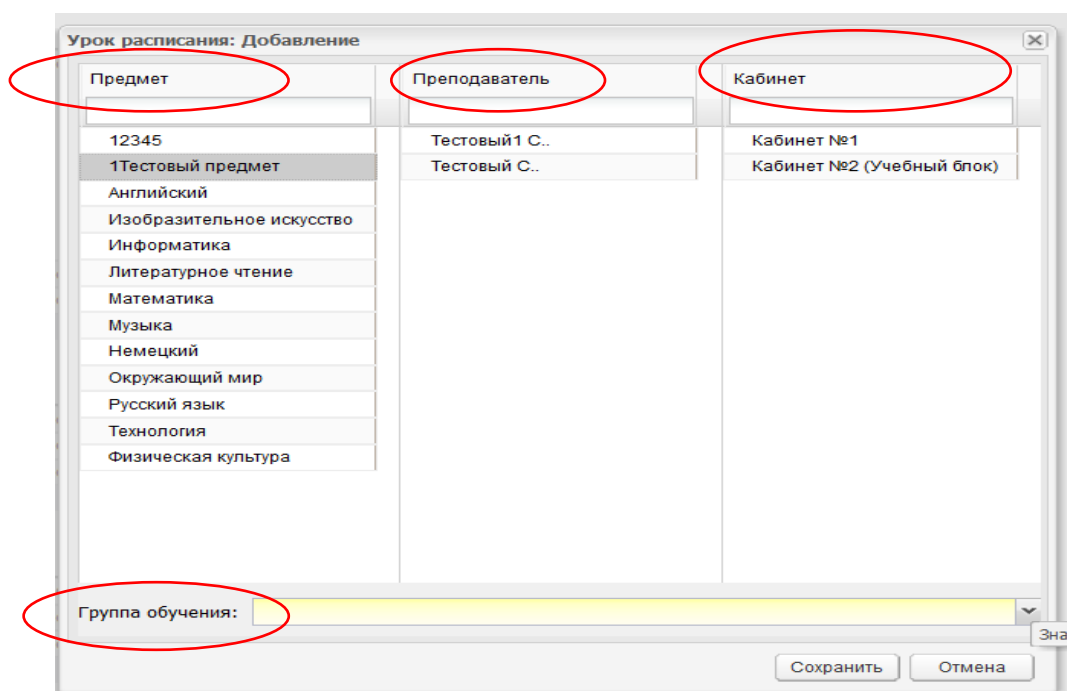 Урок расписания: Добавление
Предмет
Преподаватель
Кабинет
12345
Тестовый1 С..
Кабинет №1
1Тестовый предмет
Тестовый С..
Кабинет №2 (Учебный блок)
Английский
Изобразительное искусство
Информатика
Литературное чтение
Математика
Музыка
Немецкий
Окружающий мир
Русский язык
Технология
Физическая культура
Группа обучения:
Зна
Сохранить
Отмена